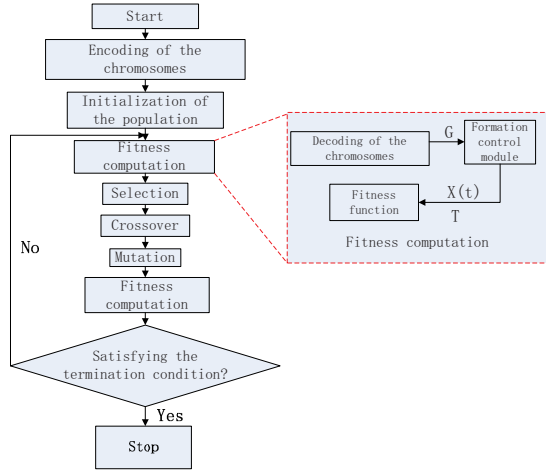 Start
Encoding of the
chromosomes
Initialization of
the population
Fitness
computation
Selection
Crossover
Mutation
Fitness
computation
Satisfying the
termination condition?
No
Yes
Stop
Decoding of the
chromosomes
G
Formation
control
module
X(t)
T
Fitness
function
Fitness computation